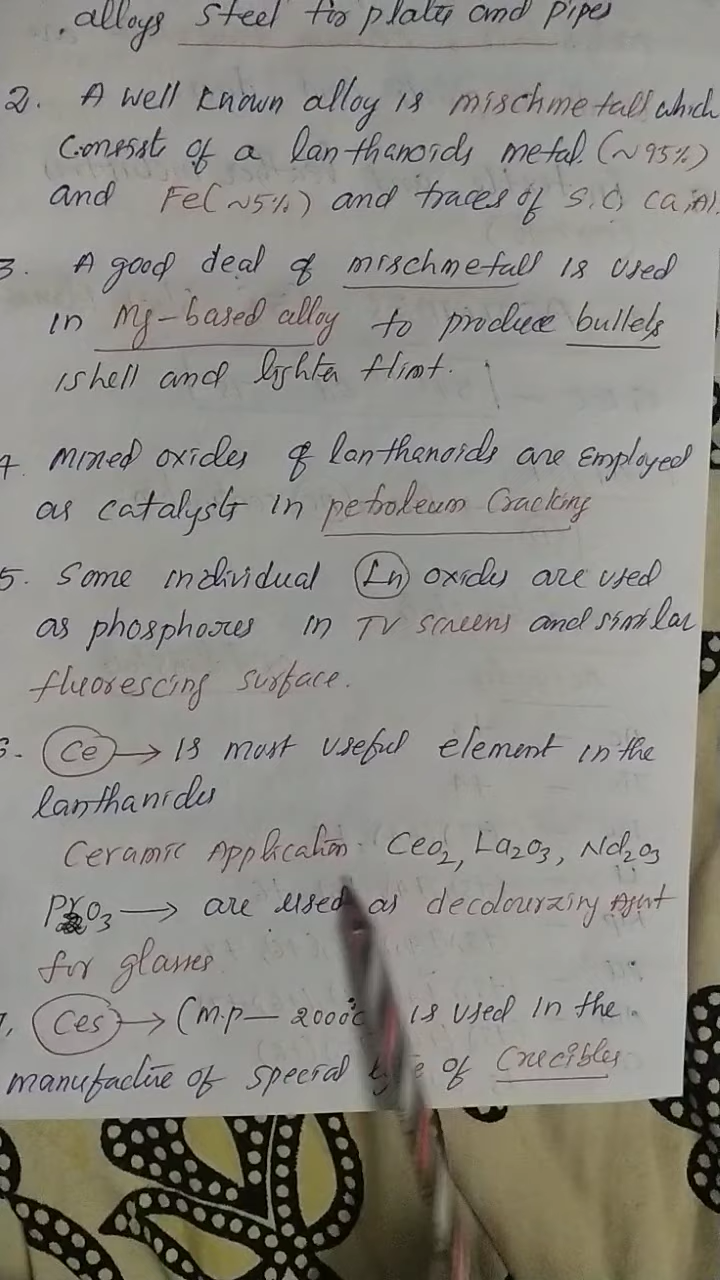 . alloys steel for plate and pipes
2. A well known alloy is mischmetall which
Consist of a lanthanoids metal. (~95%)
and Fe(~5%) and traces of S, C, Ca, Al.
3. A good deal of mischmetall is used
in Mg-based alloy to produce bullets
, shell and lighter flint.
4. Mixed oxides of lanthanoids are Employed
as catalysts in petroleum Cracking
5. Some individual Ln oxides are used
as phosphores in TV screens and similar
fluorescing surface.
6- Ce → is most useful element in the
lanthanides
Ceramic Application- CeO2, La2O3, Nd2O3
O3 → are used as decolourzing Agent
for glasses
7, CeS → (m.p — 2000°C is used in the
manufactire of special of Crucibles